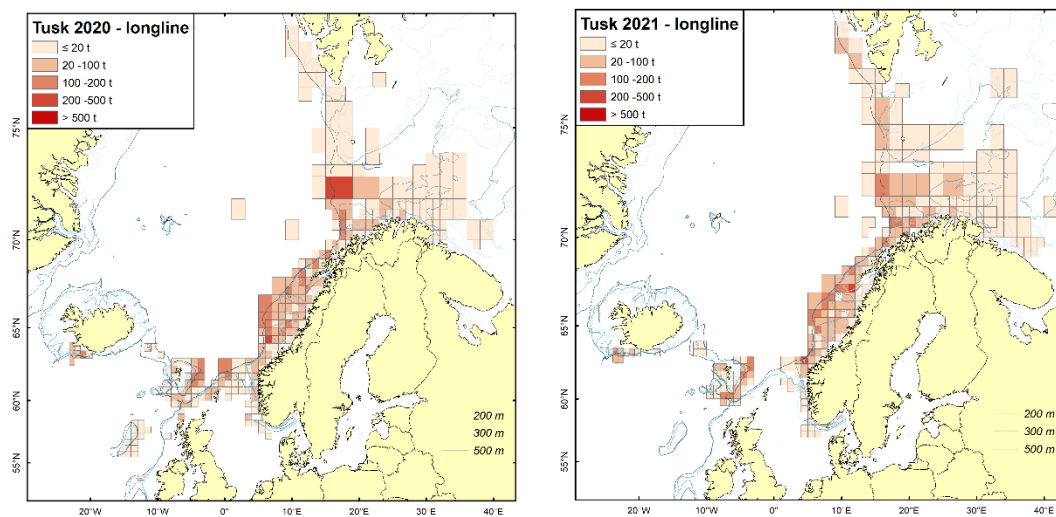 Tusk 2020 - longline
≤ 20 t
20 -100 t
100 -200 t
200 -500 t
> 500 t
75°N
70°N
65°N
60°N
55°N
200 m
300 m
500 m
20°W
10°W
0°
10°E
20°E
30°E
40°E
Tusk 2021 - longline
≤ 20 t
20 -100 t
100 -200 t
200 -500 t
> 500 t
75°N
70°N
65°N
60°N
55°N
200 m
300 m
500 m
20°W
10°W
0°
10°E
20°E
30°E
40°E